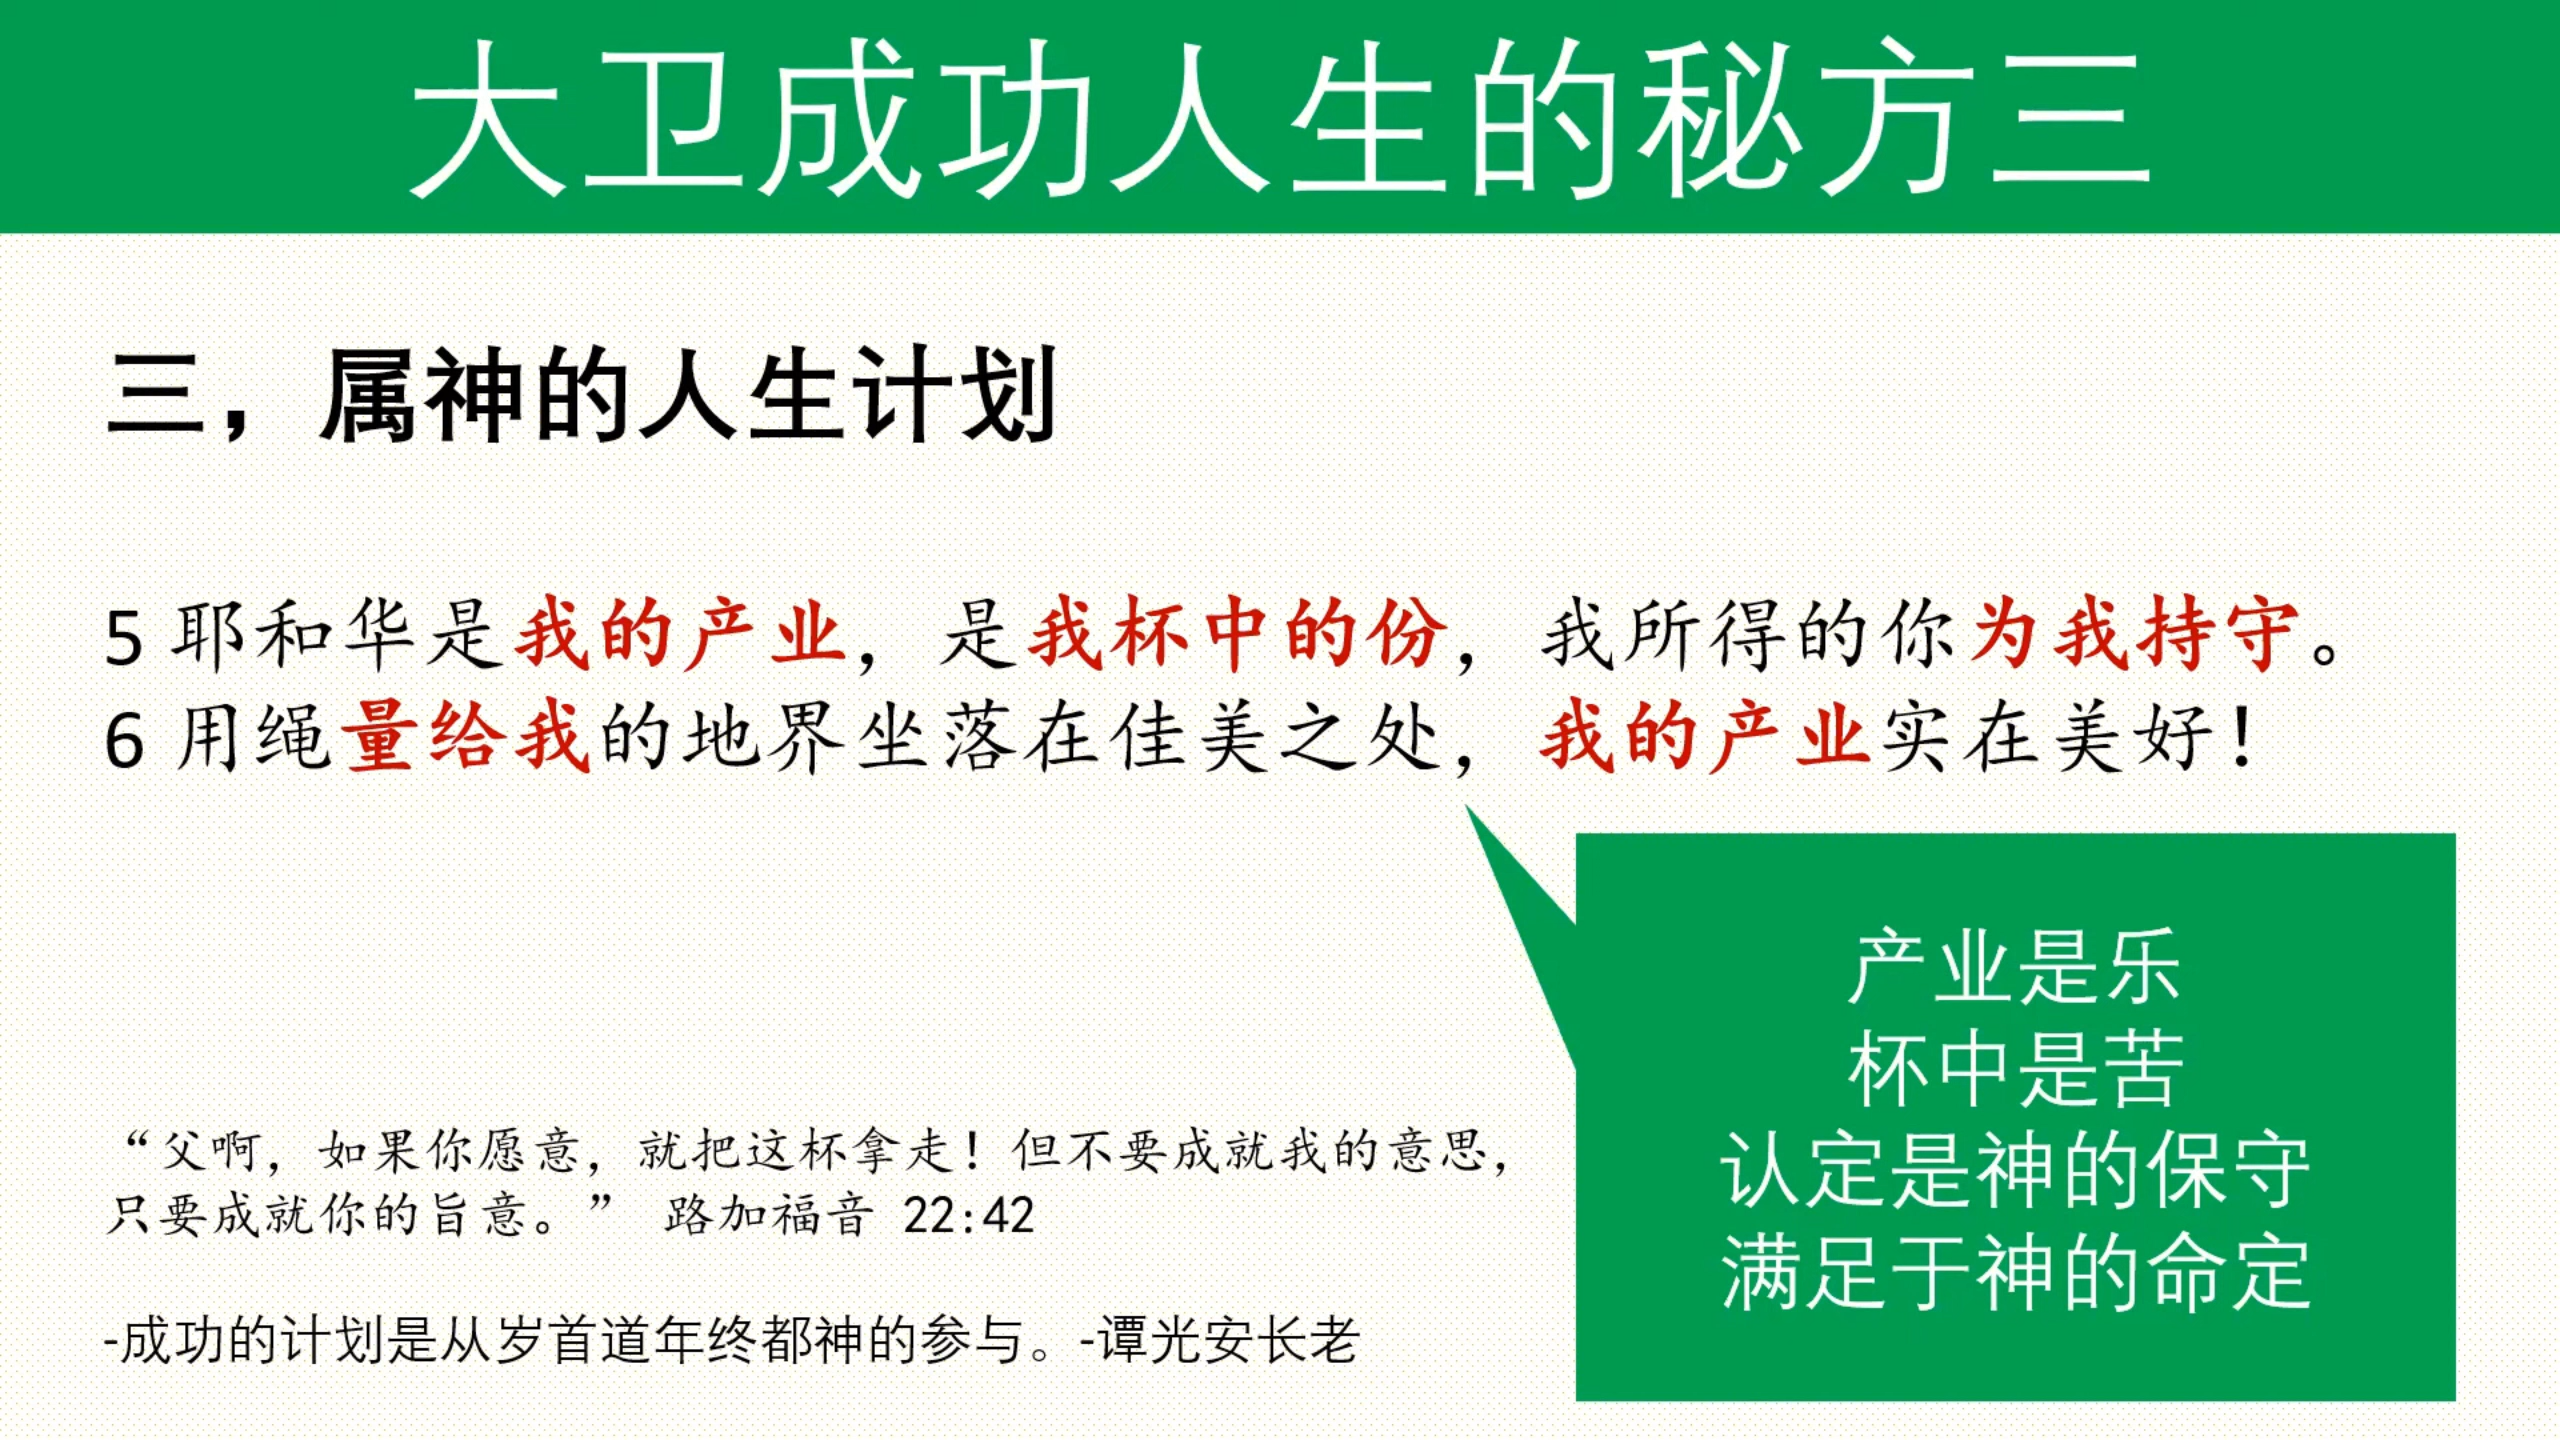 大卫成功人生的秘方三
三，属神的人生计划
5 耶和华是我的产业，是我杯中的份，我所得的你为我持守。
6 用绳量给我的地界坐落在佳美之处，我的产业实在美好！
产业是乐
杯中是苦
认定是神的保守
满足于神的命定
“父啊，如果你愿意，就把这杯拿走！但不要成就我的意思，
只要成就你的旨意。” 路加福音 22:42
-成功的计划是从岁首道年终都神的参与。-谭光安长老